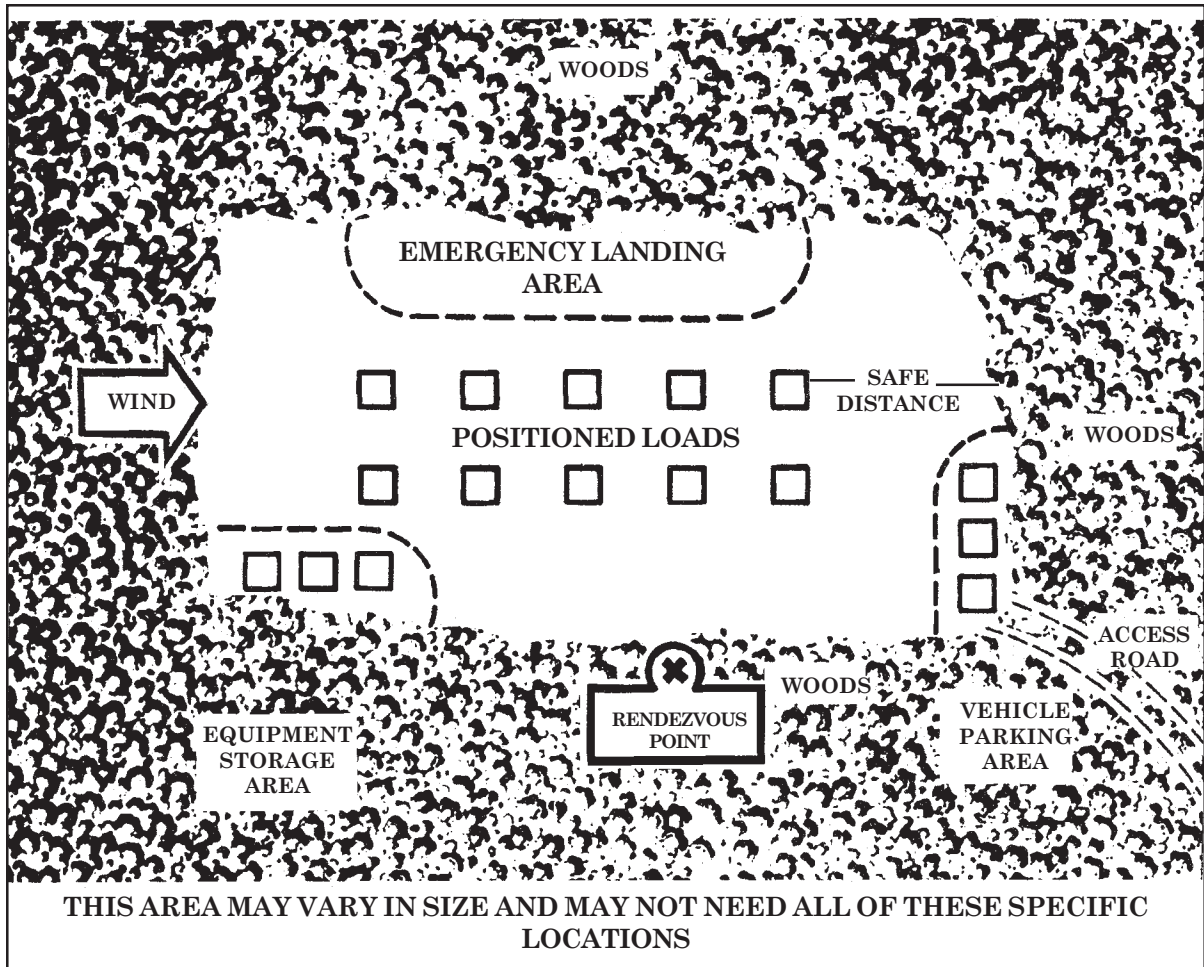 WOODS
EMERGENCY LANDING
AREA
WIND
SAFE
DISTANCE
POSITIONED LOADS
WOODS
ACCESS
ROAD
WOODS
RENDEZVOUS
POINT
VEHICLE
PARKING
AREA
EQUIPMENT
STORAGE
AREA
THIS AREA MAY VARY IN SIZE AND MAY NOT NEED ALL OF THESE SPECIFIC
LOCATIONS